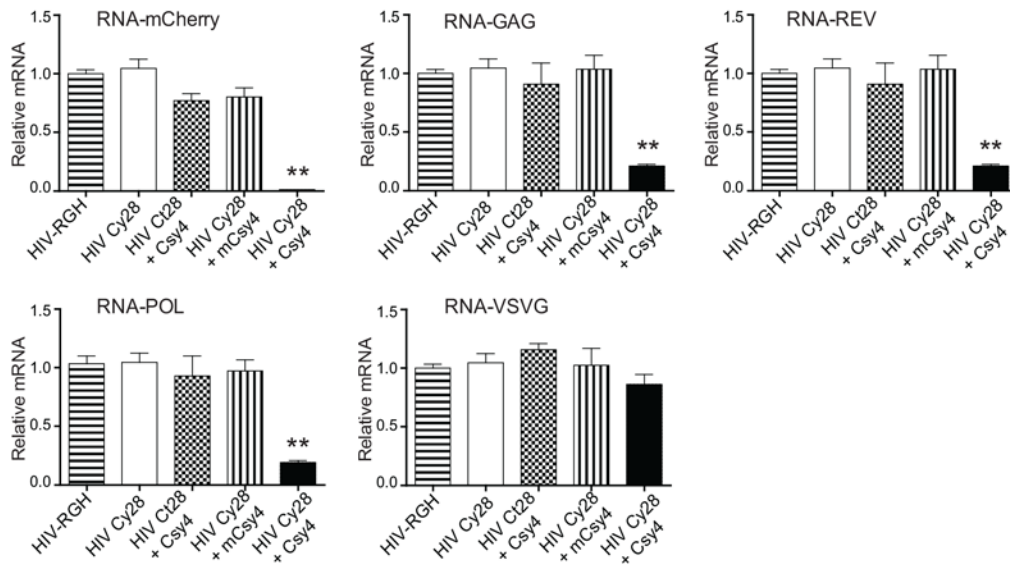 RNA-mCherry
Relative mRNA
1.5
1.0
0.5
0.0
**
HIV-RGH
HIV Cy28
HIV Ct28
+ Csy4
HIV Cy28
+ mCsy4
HIV Cy28
+ Csy4
RNA-GAG
Relative mRNA
1.5
1.0
0.5
0.0
**
HIV-RGH
HIV Cy28
HIV Ct28
+ Csy4
HIV Cy28
+ mCsy4
HIV Cy28
+ Csy4
RNA-REV
Relative mRNA
1.5
1.0
0.5
0.0
**
HIV-RGH
HIV Cy28
HIV Ct28
+ Csy4
HIV Cy28
+ mCsy4
HIV Cy28
+ Csy4
RNA-POL
Relative mRNA
1.5
1.0
0.5
0.0
**
HIV-RGH
HIV Cy28
HIV Ct28
+ Csy4
HIV Cy28
+ mCsy4
HIV Cy28
+ Csy4
RNA-VSVG
Relative mRNA
1.5
1.0
0.5
0.0
HIV-RGH
HIV Cy28
HIV Ct28
+ Csy4
HIV Cy28
+ mCsy4
HIV Cy28
+ Csy4